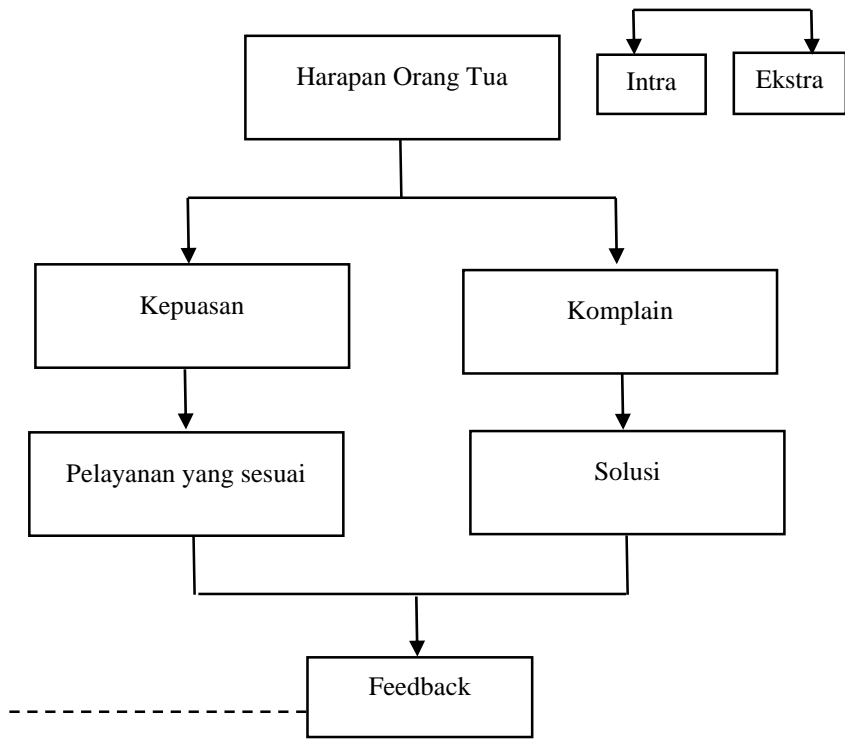 Harapan Orang Tua
Intra
Ekstra
Kepuasan
Komplain
Pelayanan yang sesuai
Solusi
Feedback